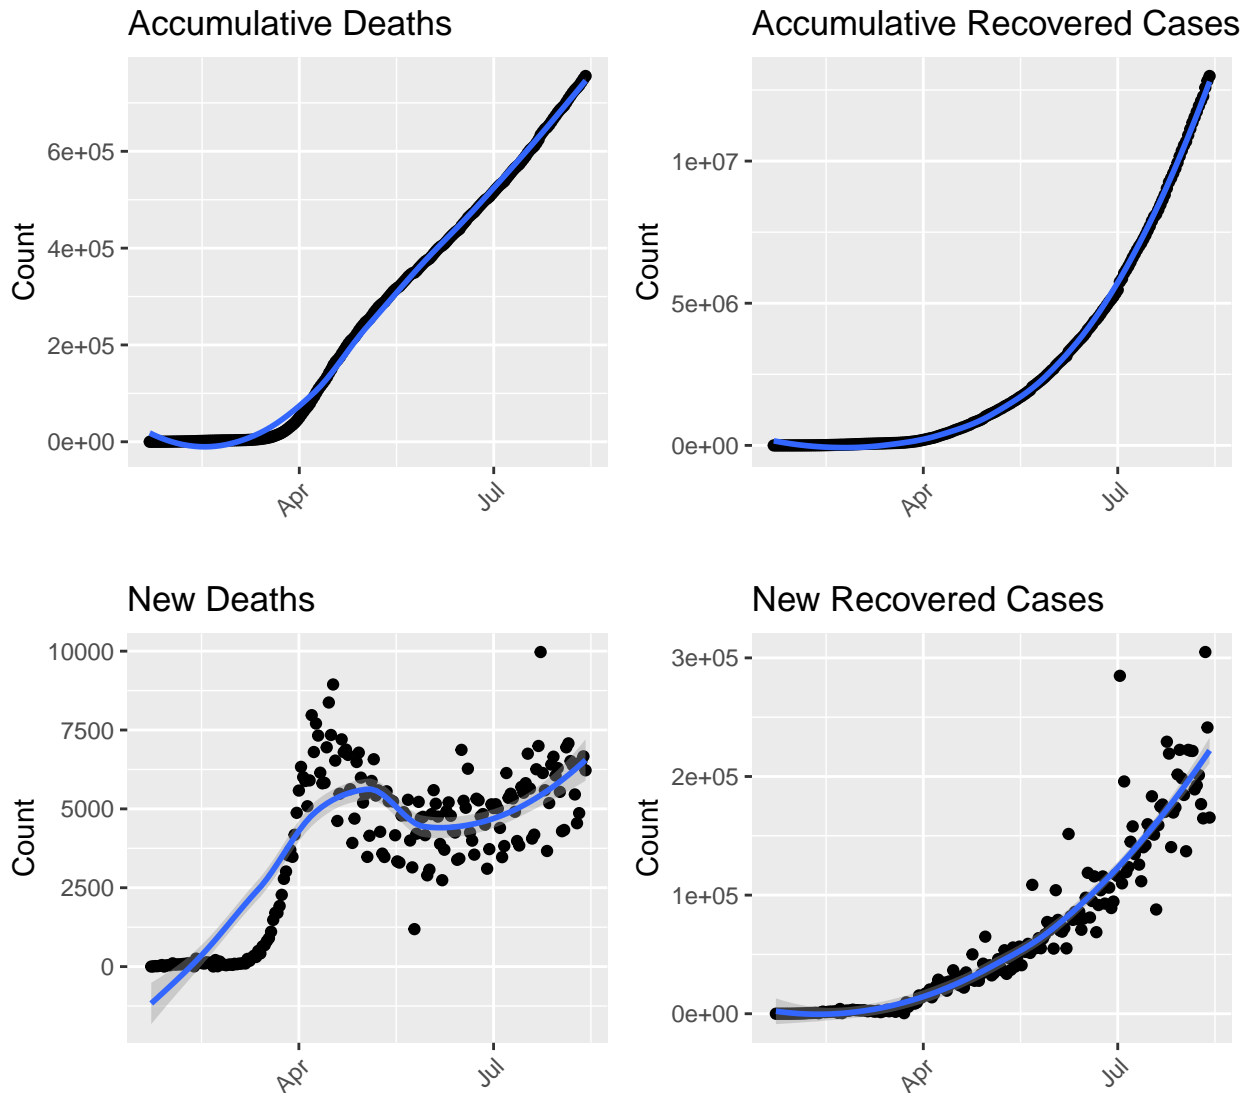 Accumulative Deaths
Count
6e+05
4e+05
2e+05
0e+00
Apr
Jul
Accumulative Recovered Cases
Count
1e+07
5e+06
0e+00
Apr
Jul
New Deaths
Count
10000
7500
5000
2500
0
Apr
Jul
New Recovered Cases
Count
3e+05
2e+05
1e+05
0e+00
Apr
Jul